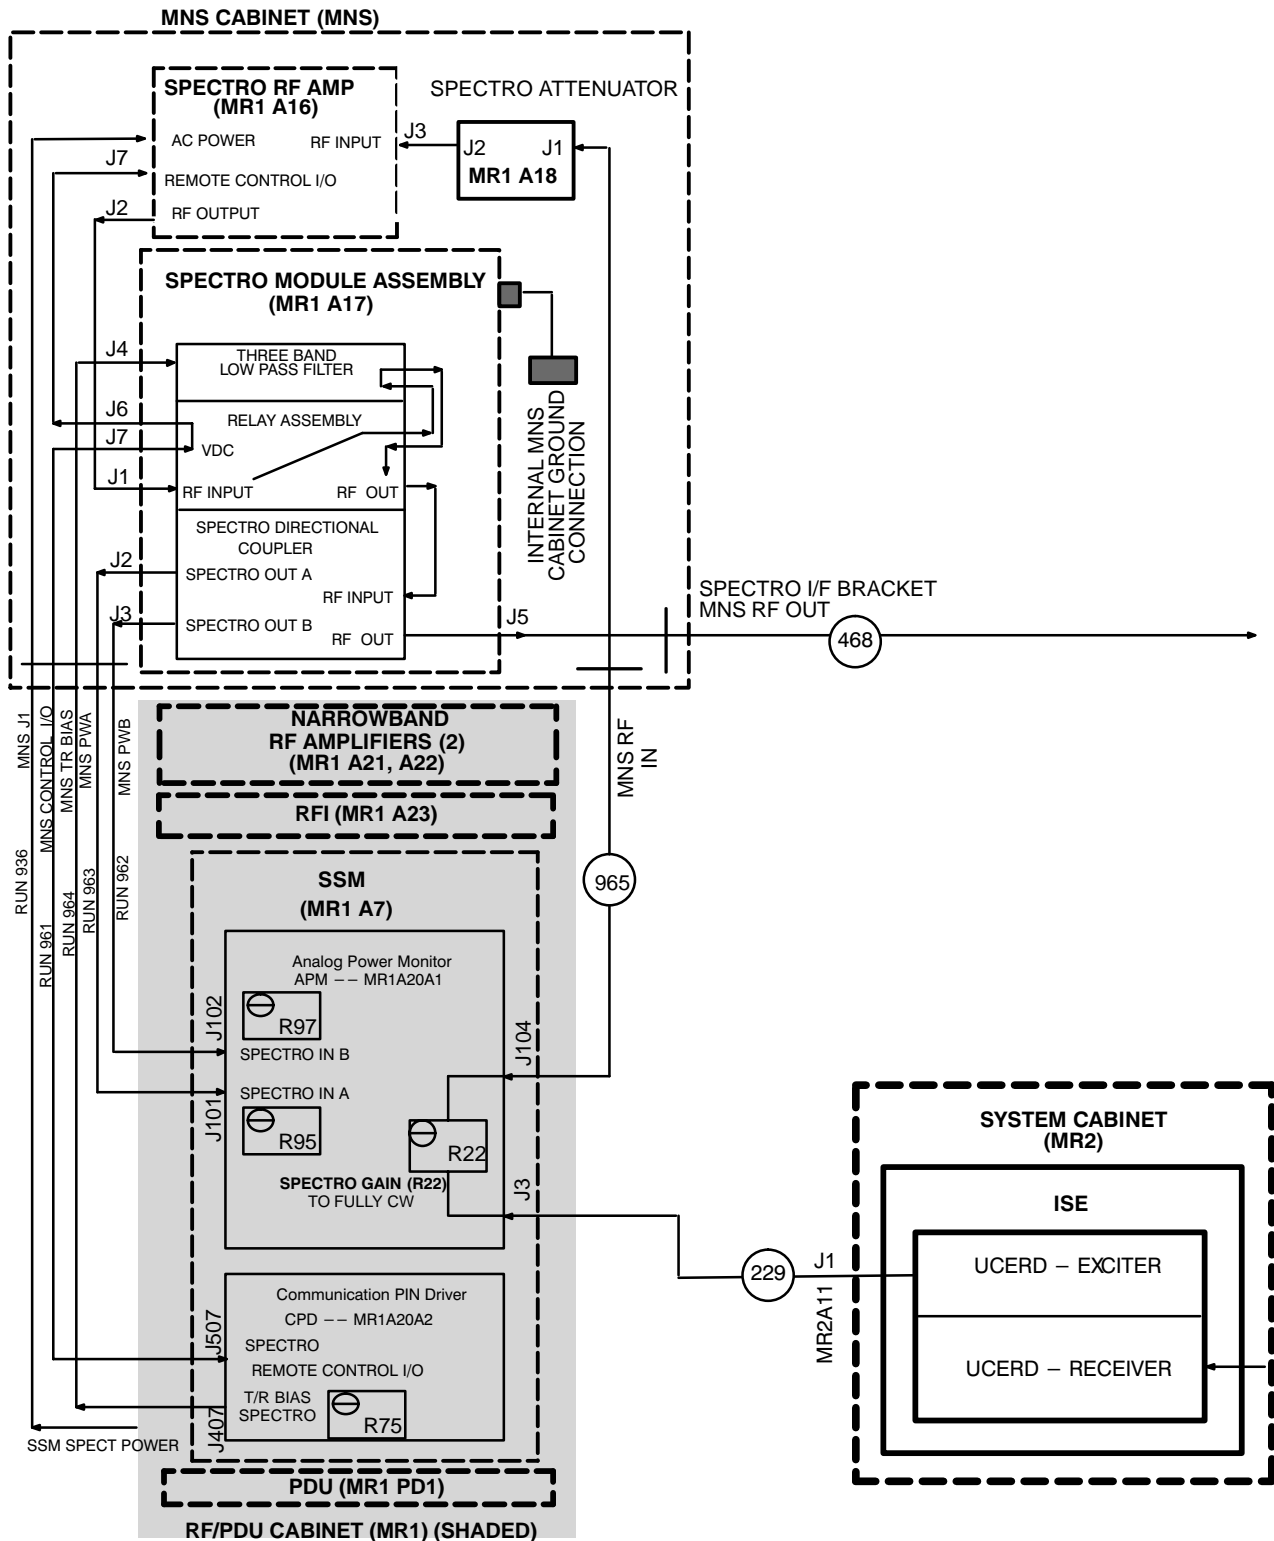 MNS CABINET (MNS)
SPECTRO RF AMP
(MR1 A16)
AC POWER
RF INPUT
REMOTE CONTROL I/O
RF OUTPUT
J7
J2
J3
SPECTRO ATTENUATOR
J2
J1
MR1 A18
SPECTRO MODULE ASSEMBLY
(MR1 A17)
THREE BAND
LOW PASS FILTER
J4
RELAY ASSEMBLY
J6
J7
VDC
J1
RF INPUT
RF OUT
SPECTRO DIRECTIONAL
COUPLER
J2
SPECTRO OUT A
RF INPUT
J3
SPECTRO OUT B
RF OUT
J5
INTERNAL MNS
CABINET GROUND
CONNECTION
SPECTRO I/F BRACKET
MNS RF OUT
468
MNS J1
MNS CONTROL I/O
MNS TR BIAS
MNS PWA
MNS PWB
RUN 936
RUN 961
RUN 964
RUN 963
RUN 962
NARROWBAND
RF AMPLIFIERS (2)
(MR1 A21, A22)
RFI (MR1 A23)
MNS RF
IN
965
SSM
(MR1 A7)
Analog Power Monitor
APM –– MR1A20A1
J102
R97
SPECTRO IN B
J104
SPECTRO IN A
J101
R95
R22
SPECTRO GAIN (R22)
TO FULLY CW
J3
Communication PIN Driver
CPD –– MR1A20A2
J507
SPECTRO
REMOTE CONTROL I/O
T/R BIAS
SPECTRO
J407
R75
SSM SPECT POWER
PDU (MR1 PD1)
RF/PDU CABINET (MR1) (SHADED)
229
J1
MR2A11
SYSTEM CABINET
(MR2)
ISE
UCERD – EXCITER
UCERD – RECEIVER